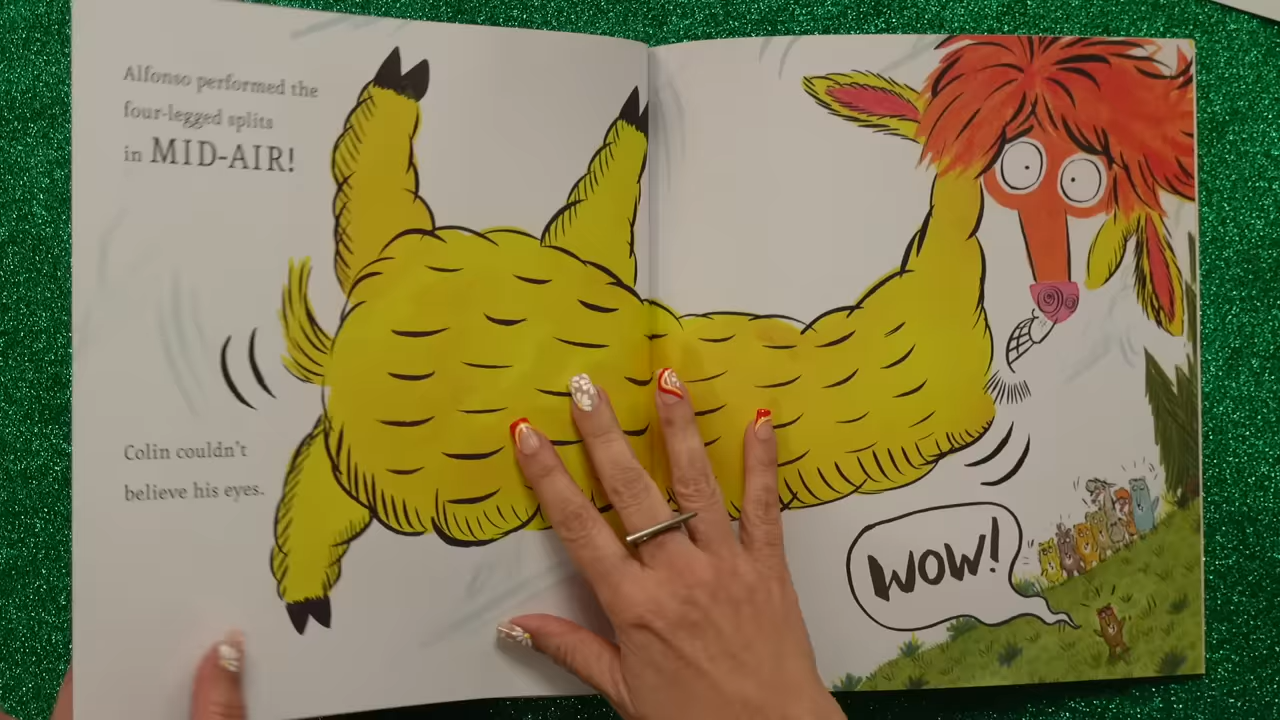 Alfonso performed the
four-legged splits
in MID-AIR!
Colin couldn't
believe his eyes.
WOW!